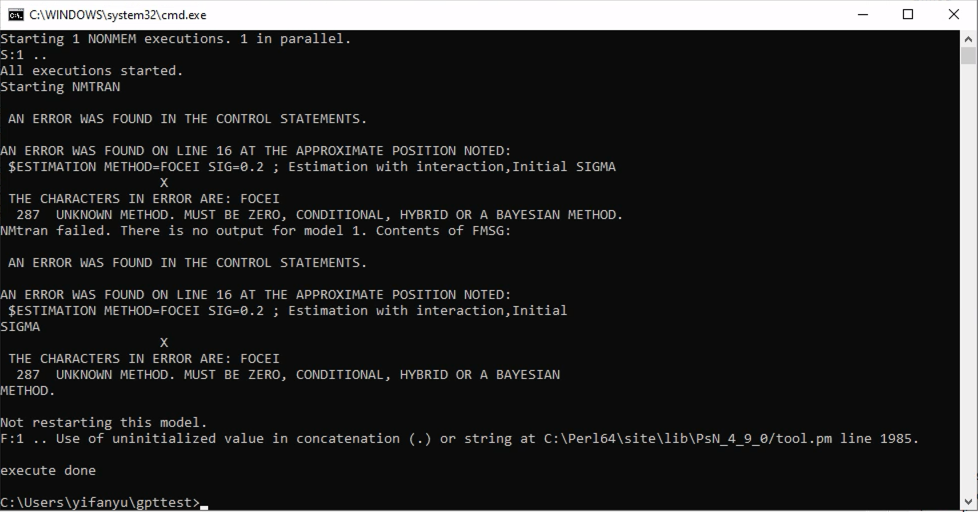 C:\WINDOWS\system32\cmd.exe
Starting 1 NONMEM executions. 1 in parallel.
S:1 ..
All executions started.
Starting NMTRAN
AN ERROR WAS FOUND IN THE CONTROL STATEMENTS.
AN ERROR WAS FOUND ON LINE 16 AT THE APPROXIMATE POSITION NOTED:
$ESTIMATION METHOD=FOCEI SIG=0.2 ; Estimation with interaction,Initial SIGMA
X
THE CHARACTERS IN ERROR ARE: FOCEI
287  UNKNOWN METHOD. MUST BE ZERO, CONDITIONAL, HYBRID OR A BAYESIAN METHOD.
NMtran failed. There is no output for model 1. Contents of FMSG:
AN ERROR WAS FOUND IN THE CONTROL STATEMENTS.
AN ERROR WAS FOUND ON LINE 16 AT THE APPROXIMATE POSITION NOTED:
$ESTIMATION METHOD=FOCEI SIG=0.2 ; Estimation with interaction,Initial
SIGMA
X
THE CHARACTERS IN ERROR ARE: FOCEI
287  UNKNOWN METHOD. MUST BE ZERO, CONDITIONAL, HYBRID OR A BAYESIAN
METHOD.
Not restarting this model.
F:1 .. Use of uninitialized value in concatenation (.) or string at C:\Perl64\site\lib\PsN_4_9_0/tool.pm line 1985.
execute done
C:\Users\yifanyu\gpttest>